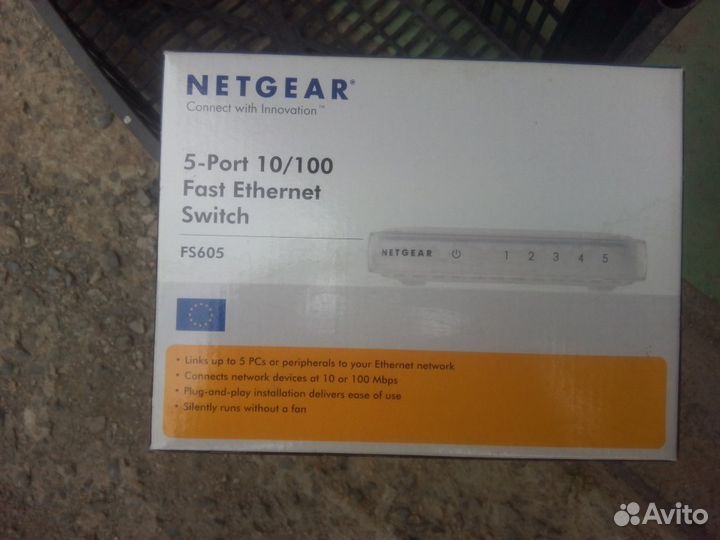 NETGEAR®
Connect with Innovation™
5-Port 10/100
Fast Ethernet
Switch
FS605
NETGEAR 1 2 3 4 5
• Links up to 5 PCs or peripherals to your Ethernet network
• Connects network devices at 10 or 100 Mbps
• Plug-and-play installation delivers ease of use
• Silently runs without a fan
Avito